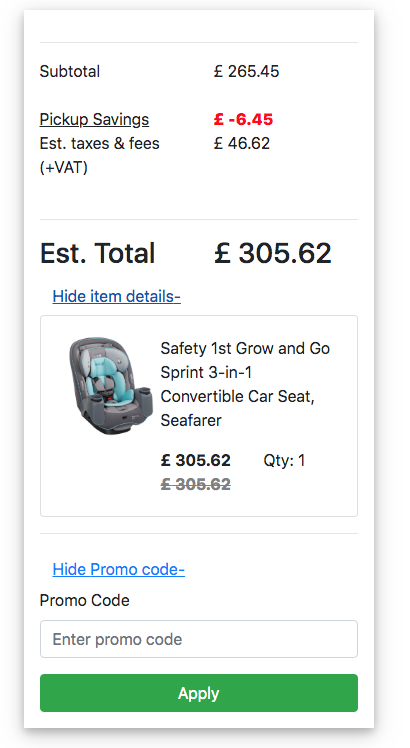 Subtotal £ 265.45
Pickup Savings £ -6.45
Est. taxes & fees £ 46.62
(+VAT)
Est. Total £ 305.62
Hide item details-
Safety 1st Grow and Go
Sprint 3-in-1
Convertible Car Seat,
Seafarer
£ 305.62 Qty: 1
£ 305.62
Hide Promo code-
Promo Code
Enter promo code
Apply